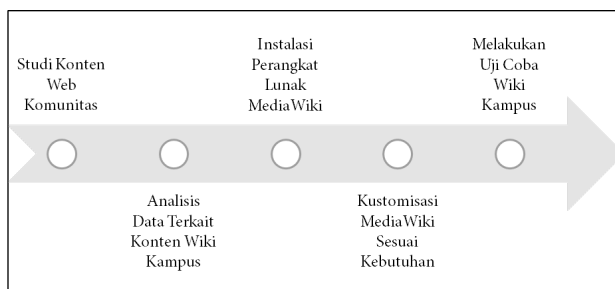 Studi Konten
Web
Komunitas
Analisis
Data Terkait
Konten Wiki
Kampus
Instalasi
Perangkat
Lunak
MediaWiki
Kustomisasi
MediaWiki
Sesuai
Kebutuhan
Melakukan
Uji Coba
Wiki
Kampus